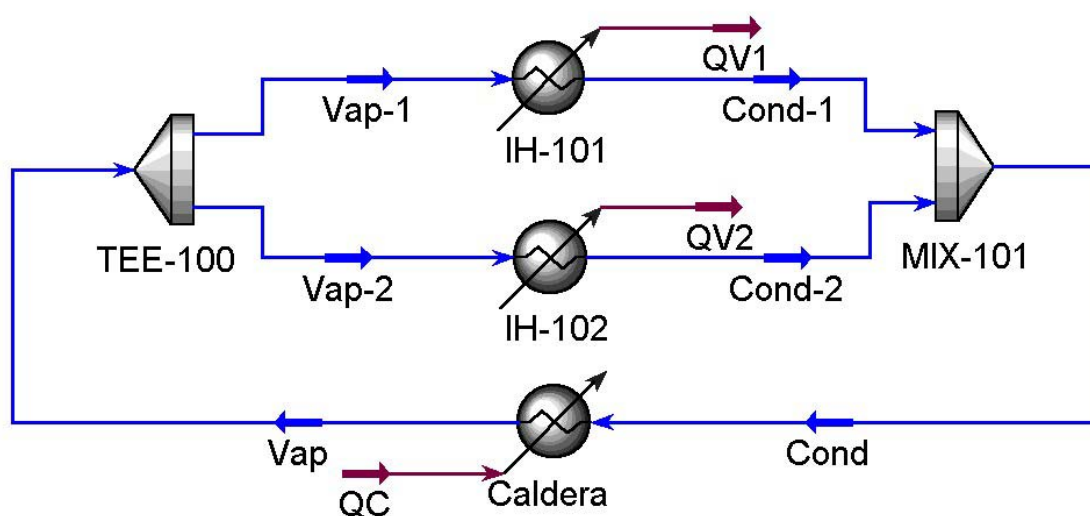 QV1
Vap-1
Cond-1
IH-101
TEE-100
QV2
MIX-101
Vap-2
Cond-2
IH-102
Vap
Cond
QC
Caldera